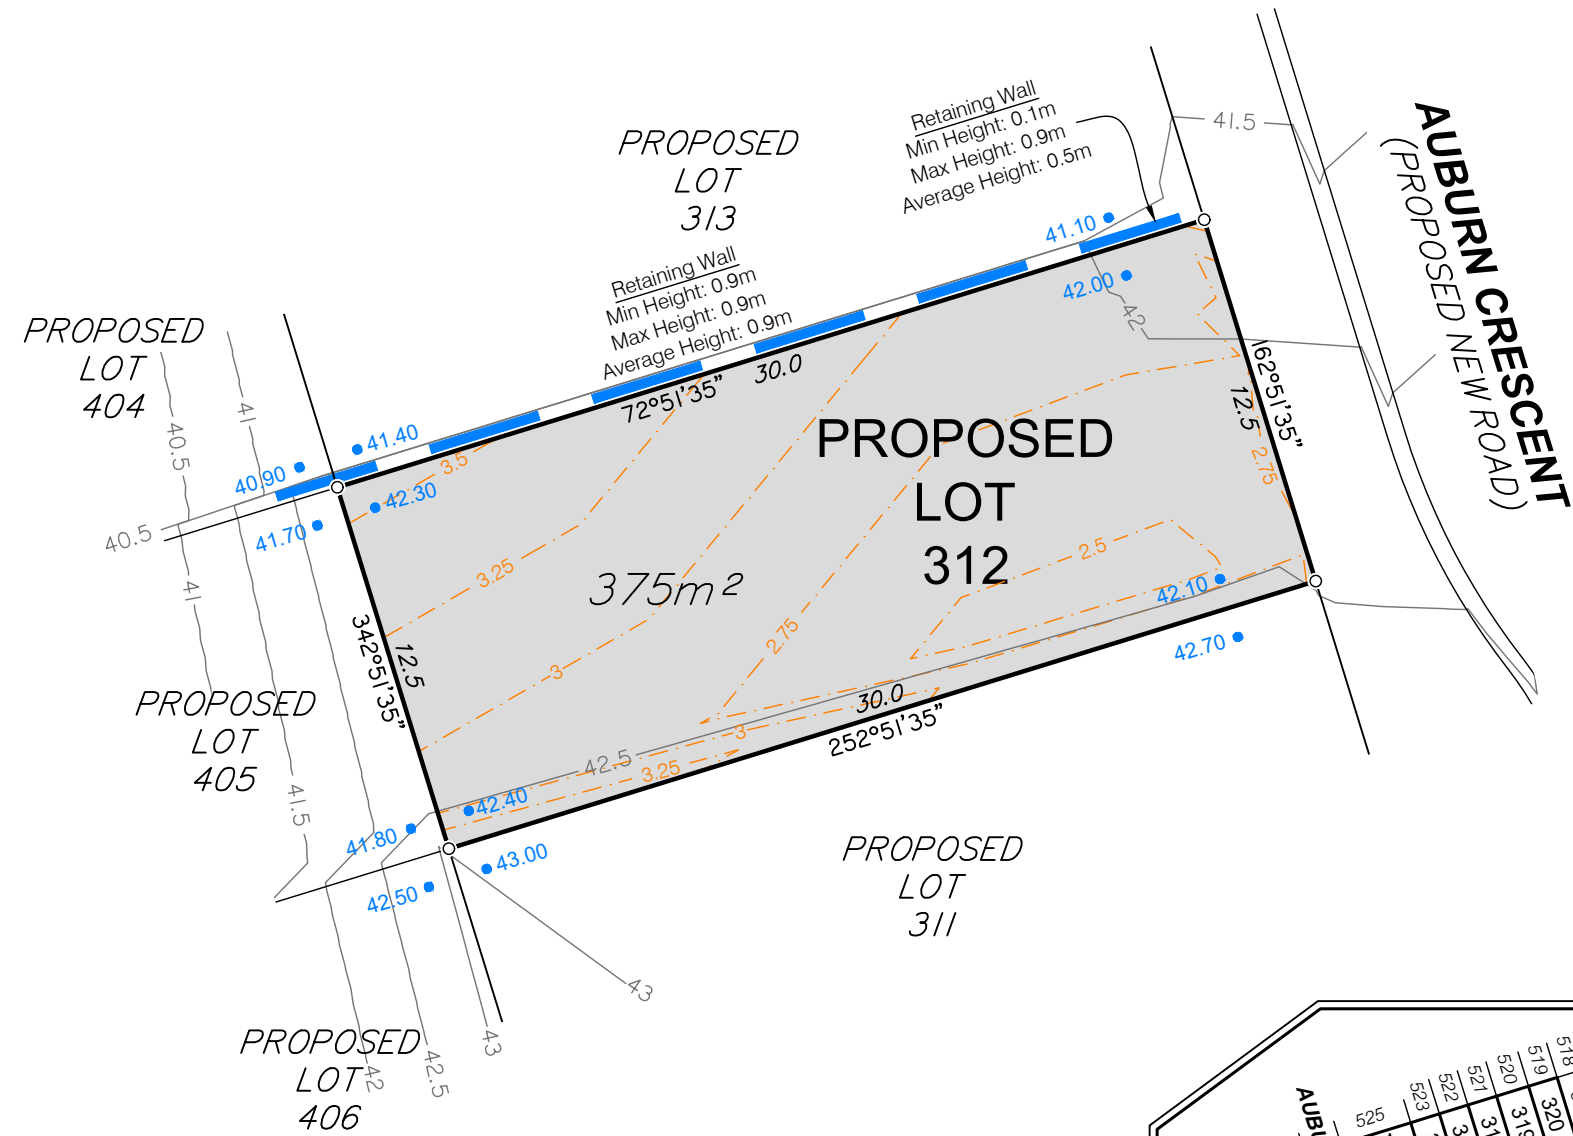 PROPOSED
LOT
313
Retaining Wall
Min Height: 0.1m
Max Height: 0.9m
Average Height: 0.5m
41.5
AUBURN CRESCENT
(PROPOSED NEW ROAD)
Retaining Wall
Min Height: 0.9m
Max Height: 0.9m
Average Height: 0.9m
41.10
42.00
42
PROPOSED
LOT
404
40.5
41
40.90
41.40
41.70
42.30
40.5
3.5
72°51'35"
30.0
162°51'35"
12.5
2.75
PROPOSED
LOT
312
375m²
3.25
3
2.75
2.5
42.10
42.70
41
342°51'35"
12.5
PROPOSED
LOT
405
41.5
30.0
252°51'35"
42.5
3
3.25
42.40
41.80
43.00
42.50
PROPOSED
LOT
311
43
43
PROPOSED
LOT
406
42
42.5
525
523
522
521
520
519
518
319
320